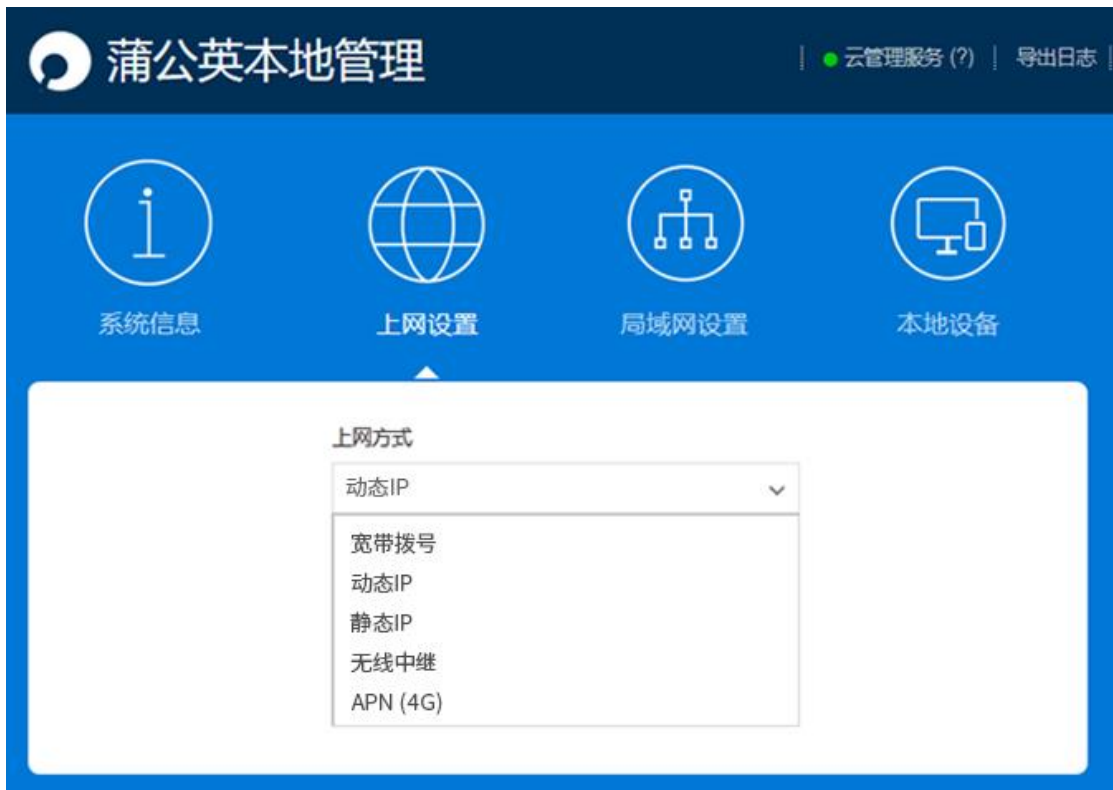 蒲公英本地管理
云管理服务 (?)
导出日志
系统信息
上网设置
局域网设置
本地设备
上网方式
动态IP
宽带拨号
动态IP
静态IP
无线中继
APN (4G)